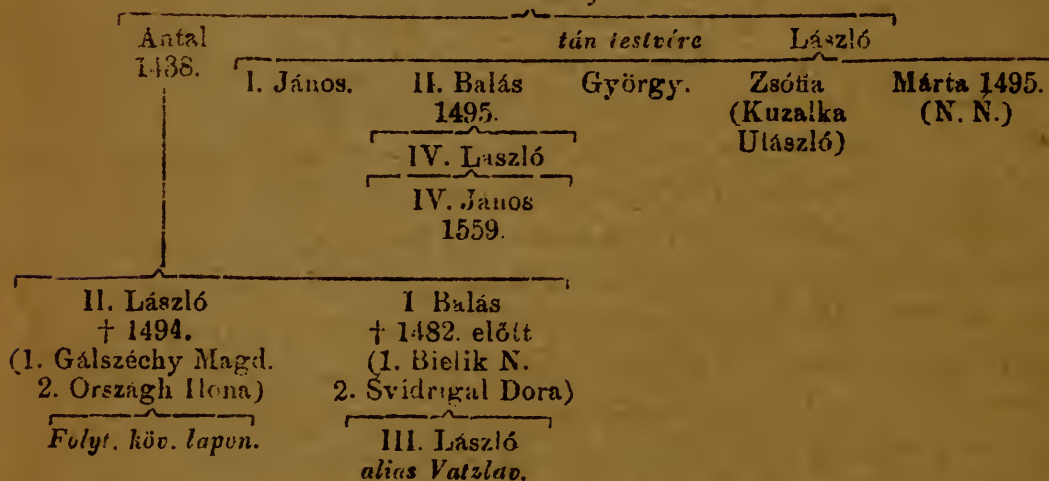 Antal tán testvére László
1438.
I. János. II. Balás György. Zsófia Márta 1495.
1495. (Kuzalka (N. N.)
IV. László Ulászló)
IV. János
1559.
II. László I Balás
† 1494. † 1482. előtt
(1. Gálszéchy Magd. (1. Bielik N.
2. Országh Ilona) 2. Svidrigal Dora)
Folyt. köv. lapon. III. László
alias Vatzlav.